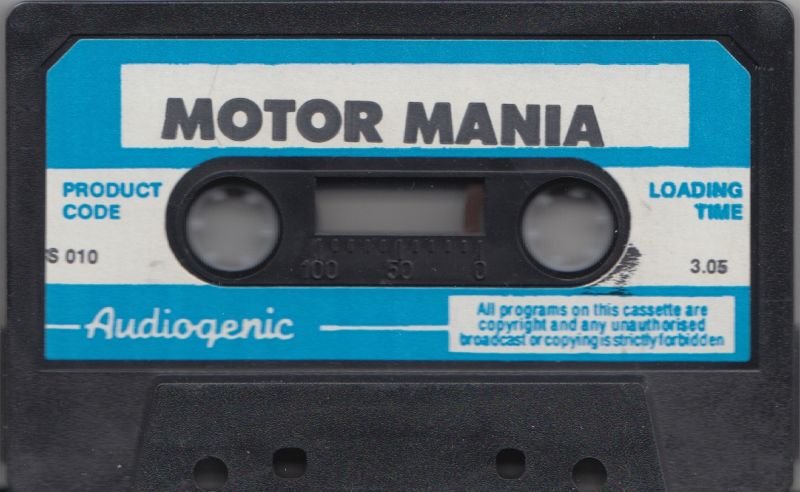 MOTOR MANIA
PRODUCT
CODE
S 010
LOADING
TIME
3.05
100 50 0
Audiogenic
All programs on this cassette are
copyright and any unauthorised
broadcast or copying is strictly forbidden